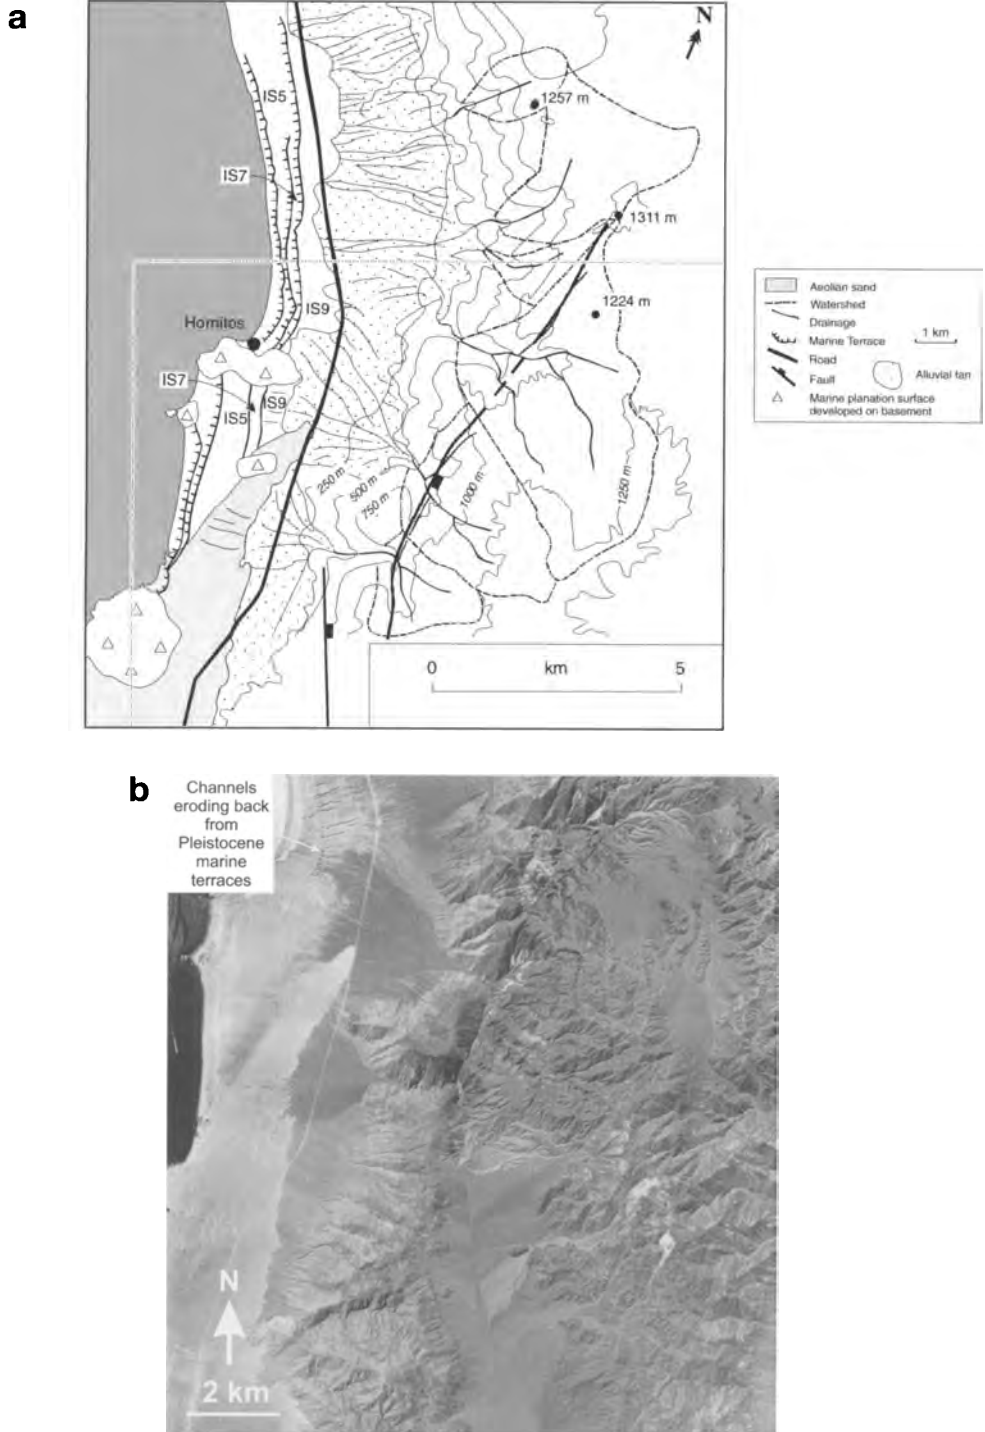 a
N
IS5
1257 m
IS7
1311 m
1224 m
IS9
Hornitos
IS7
IS9
IS5
250 m
500 m
750 m
1000 m
1250 m
0 km 5
Aeolian sand
Watershed
Drainage
Marine Terrace
1 km
Road
Alluvial fan
Fault
Marine planation surface
developed on basement
b
Channels
eroding back
from
Pleistocene
marine
terraces
N
2 km